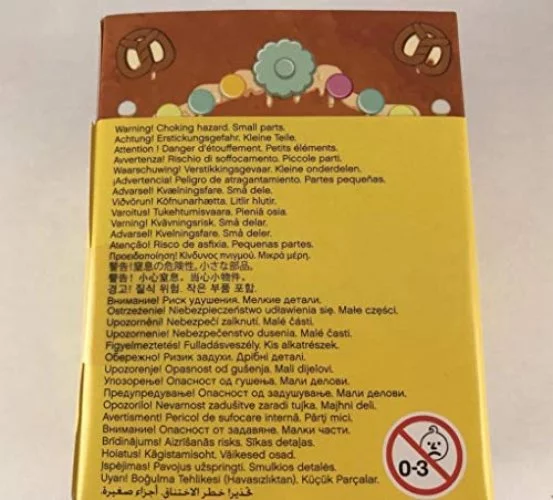 Warning! Choking hazard. Small parts.
Achtung! Erstickungsgefahr. Kleine Teile.
Attention ! Danger d'étouffement. Petits éléments.
Avvertenza! Rischio di soffocamento. Piccole parti.
Waarschuwing! Verstikkingsgevaar. Kleine onderdelen.
¡Advertencia! Peligro de atragantamiento. Partes pequeñas.
Advarsel! Kvælningsfare. Små dele.
Viðvörun! Köfnunarhætta. Litlir hlutir.
Varoitus! Tukehtumisvaara. Pieniä osia.
Varning! Kvävningsrisk. Små delar.
Advarsel! Kvelningsfare. Små deler.
Atenção! Risco de asfixia. Pequenas partes.
Προειδοποίηση! Κίνδυνος πνιγμού. Μικρά μέρη.
警告!窒息の危険性。小さな部品。
警告！小心窒息。当心小物件。
경고! 질식 위험. 작은 부품 포함.
Внимание! Риск удушения. Мелкие детали.
Ostrzeżenie! Niebezpieczeństwo udławienia się. Małe części.
Upozornění! Nebezpečí zalknutí. Malé části.
Upozornenie! Nebezpečenstvo dusenia. Malé časti.
Figyelmeztetés! Fulladásveszély. Kis alkatrészek.
Обережно! Ризик задухи. Дрібні деталі.
Upozorenje! Opasnost od gušenja. Mali dijelovi.
Упозорење! Опасност од гушења. Мали делови.
Предупредување! Опасност од задушување. Мали делови.
Opozorilo! Nevarnost zadušitve zaradi tujka. Majhni deli.
Avertisment! Pericol de sufocare internă. Părți mici.
Внимание! Опасност от задавяне. Малки части.
Brīdinājums! Aizrīšanās risks. Sīkas detaļas.
Hoiatus! Kägistamisoht. Väikesed osad.
Įspėjimas! Pavojus užspringti. Smulkios detalės.
Uyarı! Boğulma Tehlikesi (Havasızlıktan). Küçük Parçalar.
تحذير! خطر الاختناق. أجزاء صغيرة.
0-3